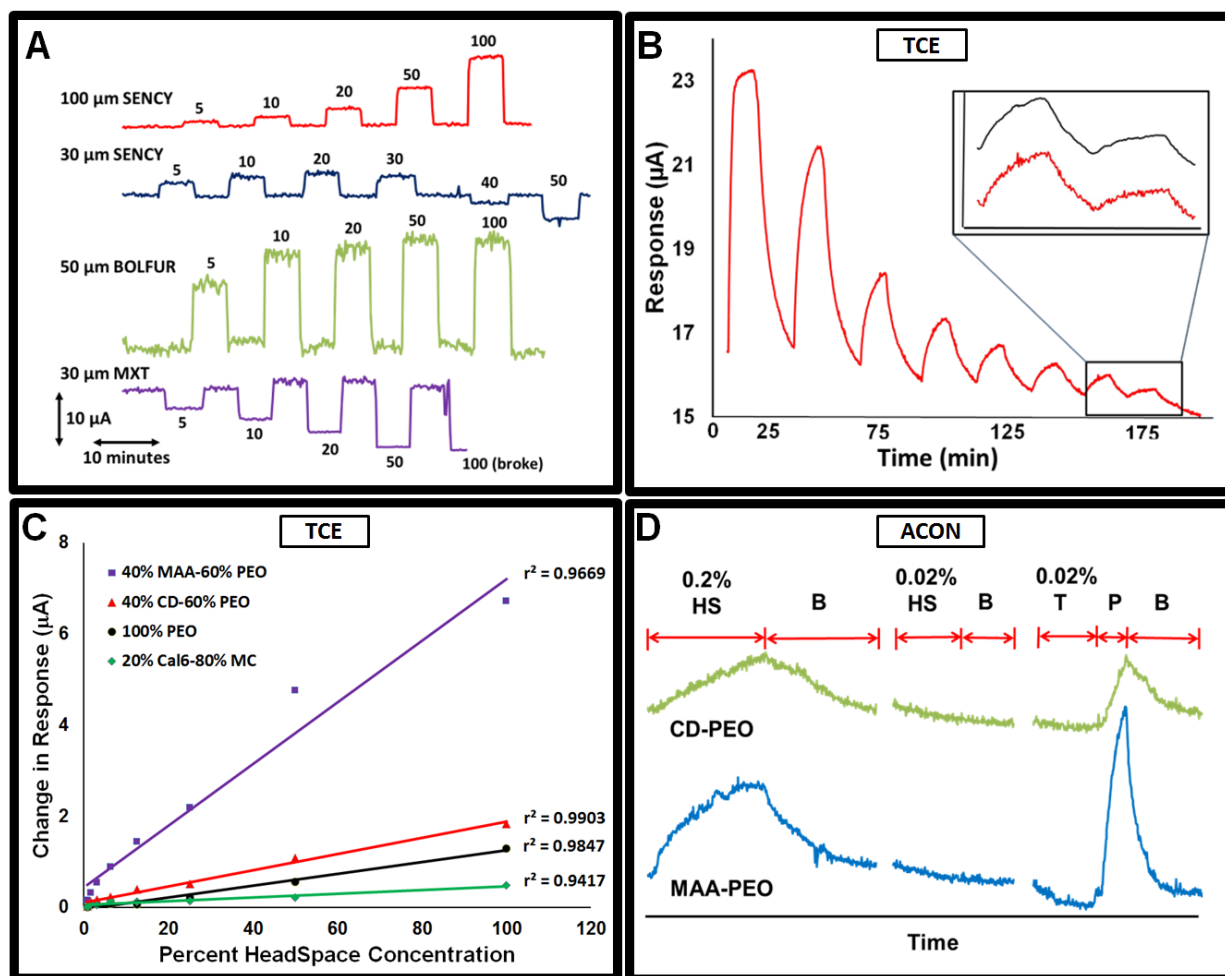 A
100 μm SENCY
5
10
20
50
100
30 μm SENCY
5
10
20
30
40
50
50 μm BOLFUR
5
10
20
50
100
30 μm MXT
5
10
20
50
100 (broke)
10 μA
10 minutes
B
TCE
Response (μA)
23
21
19
17
15
0
25
75
125
175
Time (min)
C
TCE
Change in Response (μA)
8
6
4
2
0
40% MAA-60% PEO
40% CD-60% PEO
100% PEO
20% Cal6-80% MC
r² = 0.9669
r² = 0.9903
r² = 0.9847
r² = 0.9417
0
20
40
60
80
100
120
Percent HeadSpace Concentration
D
ACON
0.2%
HS
B
0.02%
HS
B
0.02%
T
P
B
CD-PEO
MAA-PEO
Time